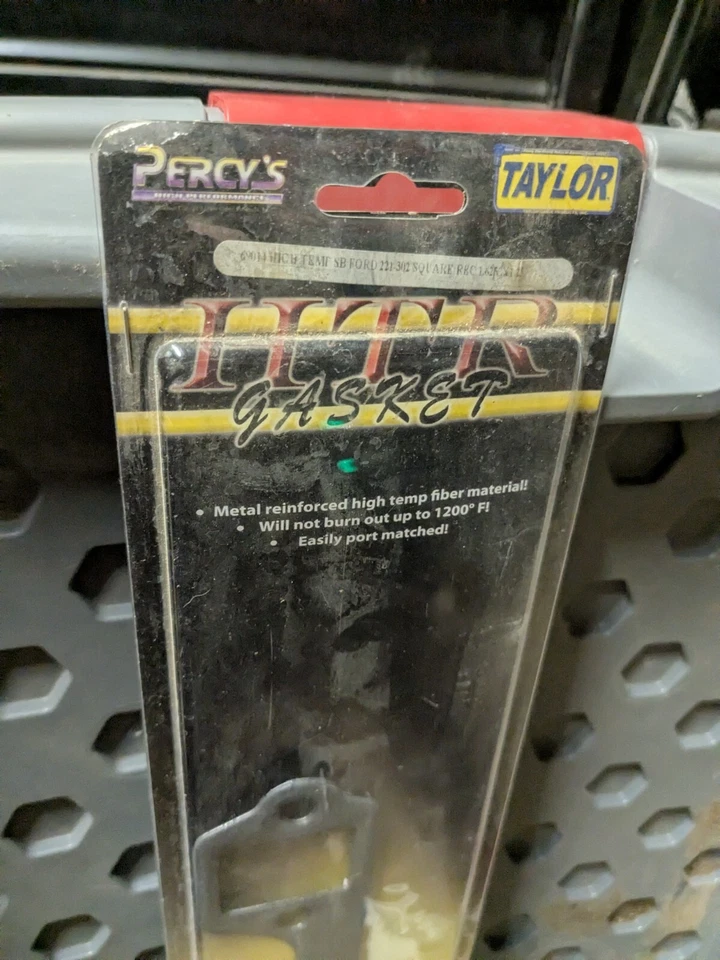 PERCY'S
HIGH PERFORMANCE
TAYLOR
HIGH TEMP SB FORD 221-302 SQUARE REC
HTR
GASKET
• Metal reinforced high temp fiber material!
• Will not burn out up to 1200° F!
• Easily port matched!